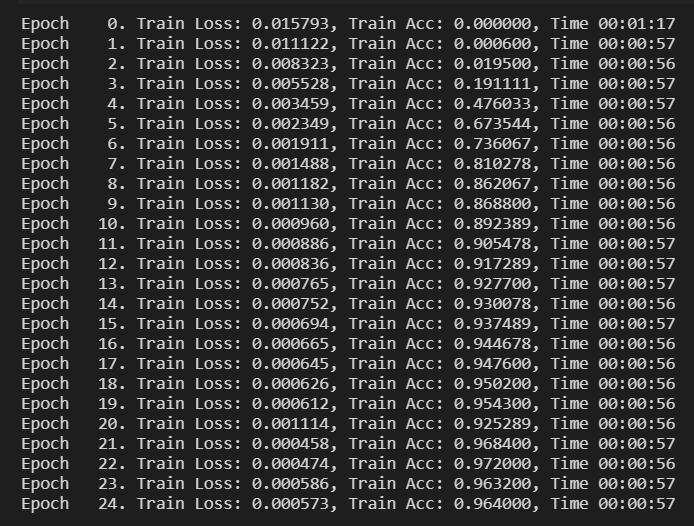 Epoch    0. Train Loss: 0.015793, Train Acc: 0.000000, Time 00:01:17
Epoch    1. Train Loss: 0.011122, Train Acc: 0.000600, Time 00:00:57
Epoch    2. Train Loss: 0.008323, Train Acc: 0.019500, Time 00:00:56
Epoch    3. Train Loss: 0.005528, Train Acc: 0.191111, Time 00:00:57
Epoch    4. Train Loss: 0.003459, Train Acc: 0.476033, Time 00:00:57
Epoch    5. Train Loss: 0.002349, Train Acc: 0.673544, Time 00:00:56
Epoch    6. Train Loss: 0.001911, Train Acc: 0.736067, Time 00:00:56
Epoch    7. Train Loss: 0.001488, Train Acc: 0.810278, Time 00:00:56
Epoch    8. Train Loss: 0.001182, Train Acc: 0.862067, Time 00:00:56
Epoch    9. Train Loss: 0.001130, Train Acc: 0.868800, Time 00:00:56
Epoch   10. Train Loss: 0.000960, Train Acc: 0.892389, Time 00:00:56
Epoch   11. Train Loss: 0.000886, Train Acc: 0.905478, Time 00:00:57
Epoch   12. Train Loss: 0.000836, Train Acc: 0.917289, Time 00:00:57
Epoch   13. Train Loss: 0.000765, Train Acc: 0.927700, Time 00:00:57
Epoch   14. Train Loss: 0.000752, Train Acc: 0.930078, Time 00:00:56
Epoch   15. Train Loss: 0.000694, Train Acc: 0.937489, Time 00:00:57
Epoch   16. Train Loss: 0.000665, Train Acc: 0.944678, Time 00:00:56
Epoch   17. Train Loss: 0.000645, Train Acc: 0.947600, Time 00:00:56
Epoch   18. Train Loss: 0.000626, Train Acc: 0.950200, Time 00:00:56
Epoch   19. Train Loss: 0.000612, Train Acc: 0.954300, Time 00:00:56
Epoch   20. Train Loss: 0.001114, Train Acc: 0.925289, Time 00:00:56
Epoch   21. Train Loss: 0.000458, Train Acc: 0.968400, Time 00:00:57
Epoch   22. Train Loss: 0.000474, Train Acc: 0.972000, Time 00:00:56
Epoch   23. Train Loss: 0.000586, Train Acc: 0.963200, Time 00:00:57
Epoch   24. Train Loss: 0.000573, Train Acc: 0.964000, Time 00:00:57